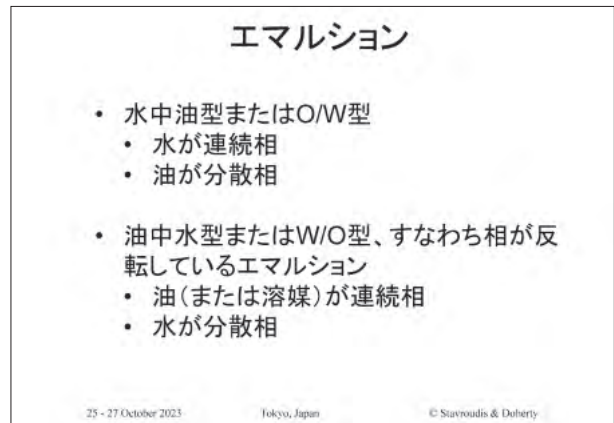 エマルション
• 水中油型またはO/W型
• 水が連続相
• 油が分散相
• 油中水型またはW/O型、すなわち相が反
転しているエマルション
• 油(または溶媒)が連続相
• 水が分散相
25 - 27 October 2023 Tokyo, Japan © Stavroudis & Doherty